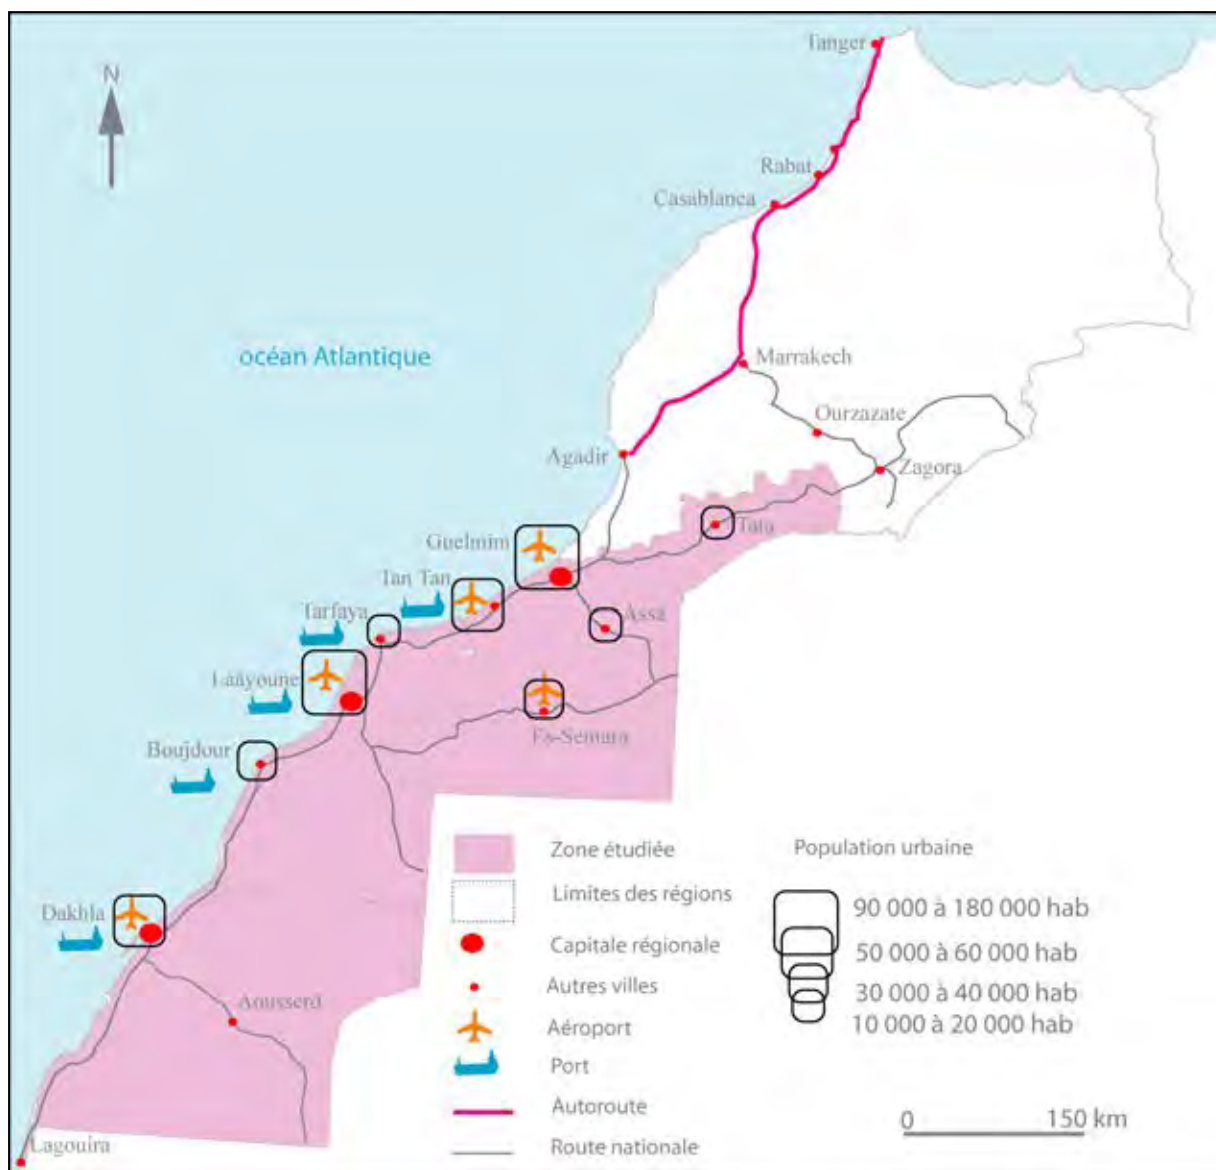 Tanger
N
Rabat
Casablanca
océan Atlantique
Marrakech
Ourzazate
Agadir
Zagora
Tata
Guelmim
Tan Tan
Tarfaya
Assa
Lâayoune
Es-Semara
Boujdour
Dakhla
Aousserd
Lagouira
Zone étudiée
Limites des régions
Capitale régionale
Autres villes
Aéroport
Port
Autoroute
Route nationale
Population urbaine
90 000 à 180 000 hab
50 000 à 60 000 hab
30 000 à 40 000 hab
10 000 à 20 000 hab
0 150 km